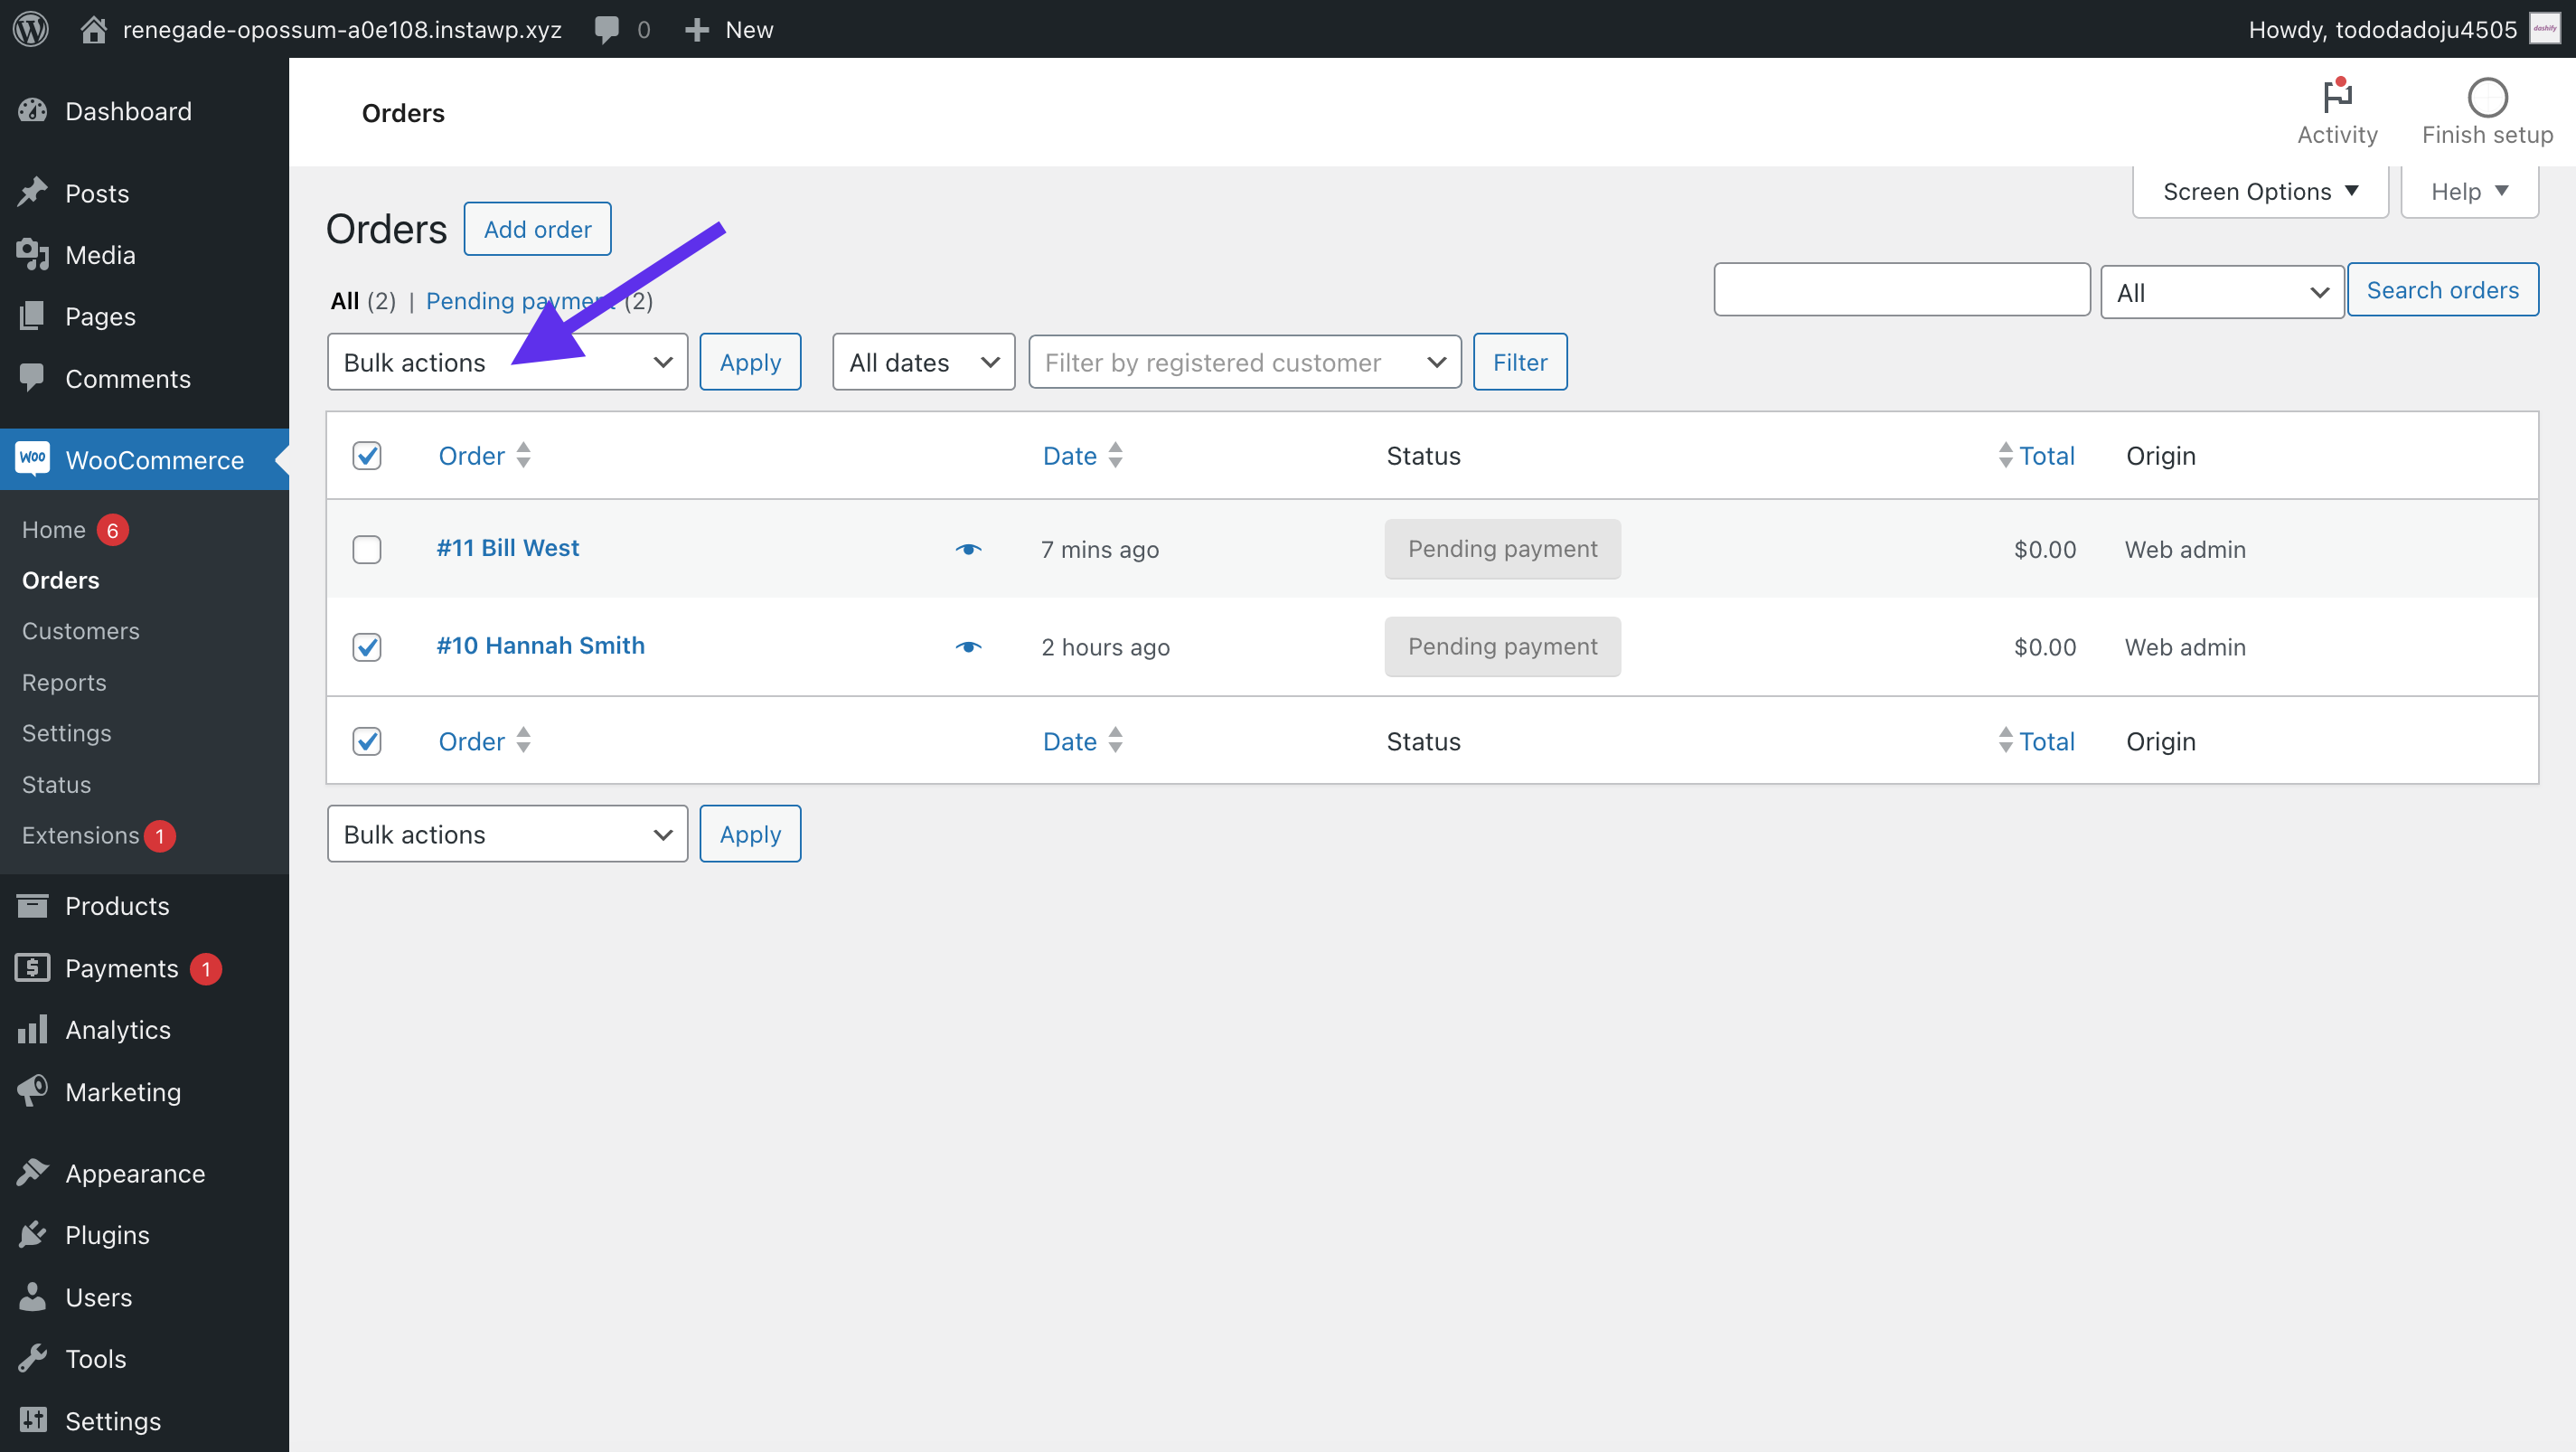 renegade-opossum-a0e108.instawp.xyz 0 New Howdy, tododadoju4505 dashify
Dashboard
Posts
Media
Pages
Comments
Woo WooCommerce
Home 6
Orders
Customers
Reports
Settings
Status
Extensions 1
Products
Payments 1
Analytics
Marketing
Appearance
Plugins
Users
Tools
Settings
Orders
Activity Finish setup
Screen Options Help
Orders Add order
All (2) | Pending payment (2)
All Search orders
Bulk actions Apply All dates Filter by registered customer Filter
Order Date Status Total Origin
#11 Bill West 7 mins ago Pending payment $0.00 Web admin
#10 Hannah Smith 2 hours ago Pending payment $0.00 Web admin
Order Date Status Total Origin
Bulk actions Apply